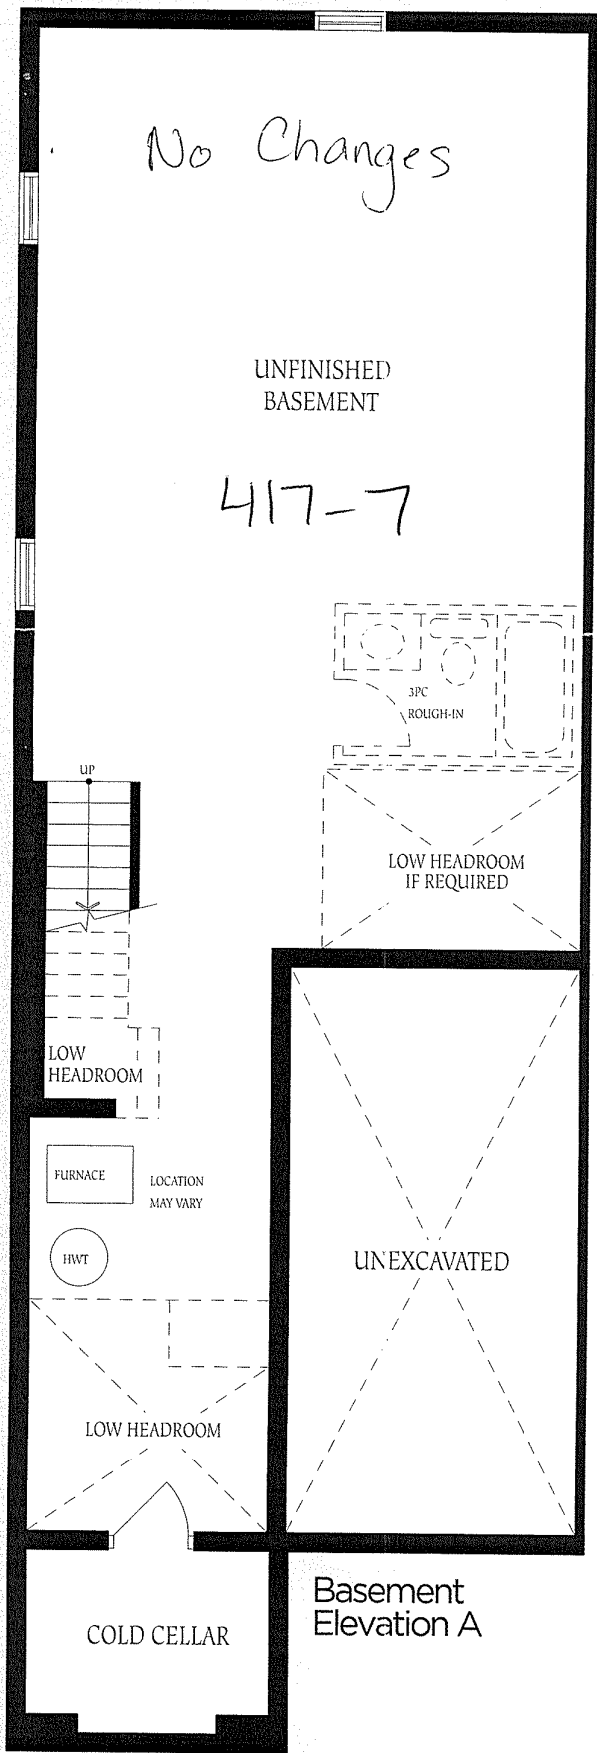 No Changes
UNFINISHED
BASEMENT
417-7
3PC
ROUGH-IN
UP
LOW HEADROOM
IF REQUIRED
LOW
HEADROOM
FURNACE
LOCATION
MAY VARY
HWT
UNEXCAVATED
LOW HEADROOM
COLD CELLAR
Basement
Elevation A